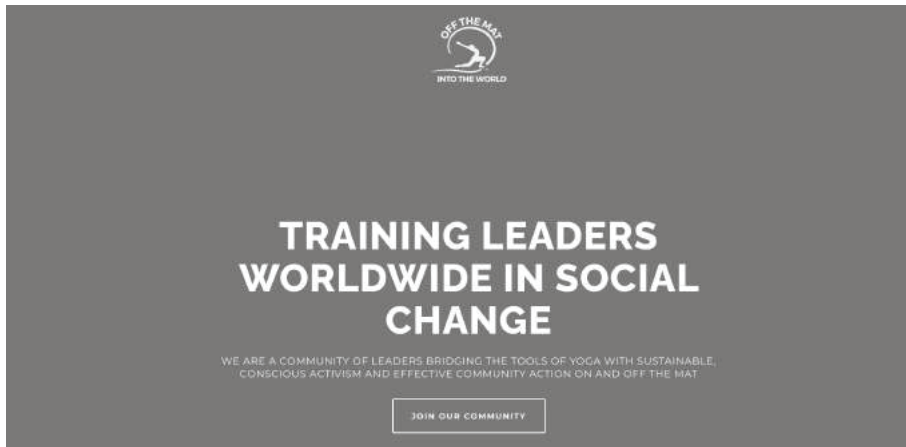 OFF THE MAT
INTO THE WORLD
TRAINING LEADERS
WORLDWIDE IN SOCIAL
CHANGE
WE ARE A COMMUNITY OF LEADERS BRIDGING THE TOOLS OF YOGA WITH SUSTAINABLE,
CONSCIOUS ACTIVISM AND EFFECTIVE COMMUNITY ACTION ON AND OFF THE MAT
JOIN OUR COMMUNITY